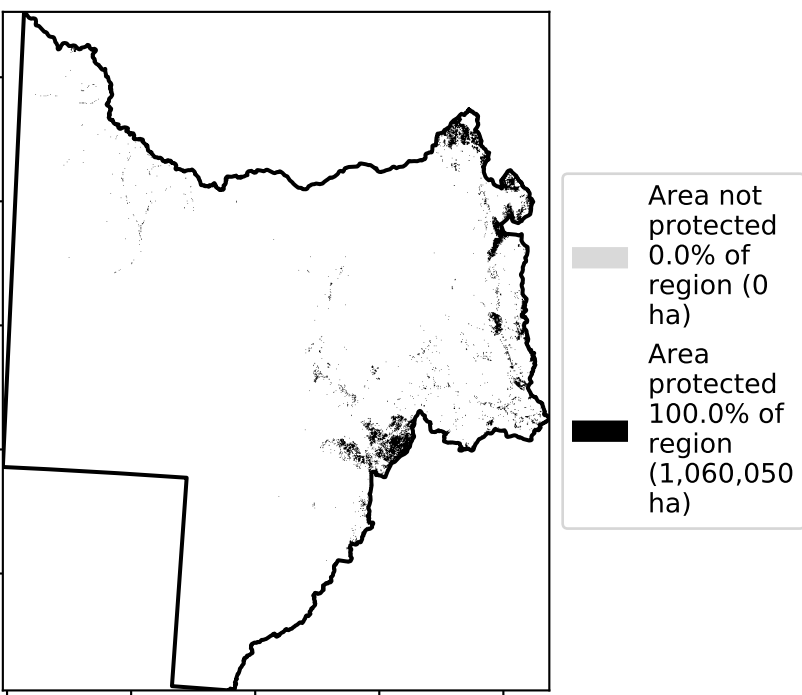 Area not
protected
0.0% of
region (0
ha)
Area
protected
100.0% of
region
(1,060,050
ha)